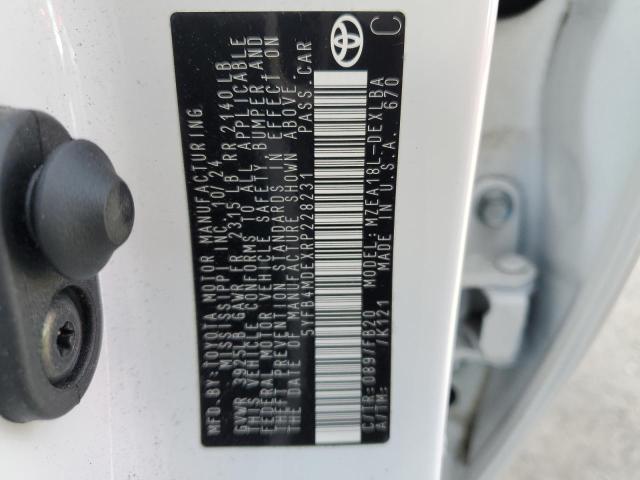 MFD.BY:TOYOTA MOTOR MANUFACTURING
MISSISSIPPI INC. 10/24
GVWR 3925LB GAWR FR 2315 LB RR 2140 LB
THIS VEHICLE CONFORMS TO ALL APPLICABLE
FEDERAL MOTOR VEHICLE SAFETY, BUMPER AND
THEFT PREVENTION STANDARDS IN EFFECT ON
THE DATE OF MANUFACTURE SHOWN ABOVE.
5YFB4MDEXRP228231 PASS.CAR
C/TR:089/FB20 MODEL:MZEA18L-DEXLBA
A/TM: /K121 MADE IN U.S.A. 670
C